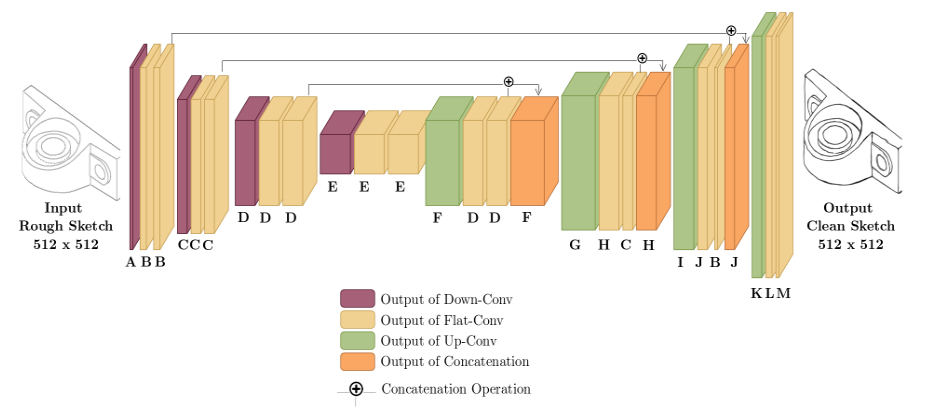 Input
Rough Sketch
512 x 512
A B B
C C C
D D D
E E E
F D D F
G H C H
I J B J
K L M
Output
Clean Sketch
512 x 512
Output of Down-Conv
Output of Flat-Conv
Output of Up-Conv
Output of Concatenation
Concatenation Operation